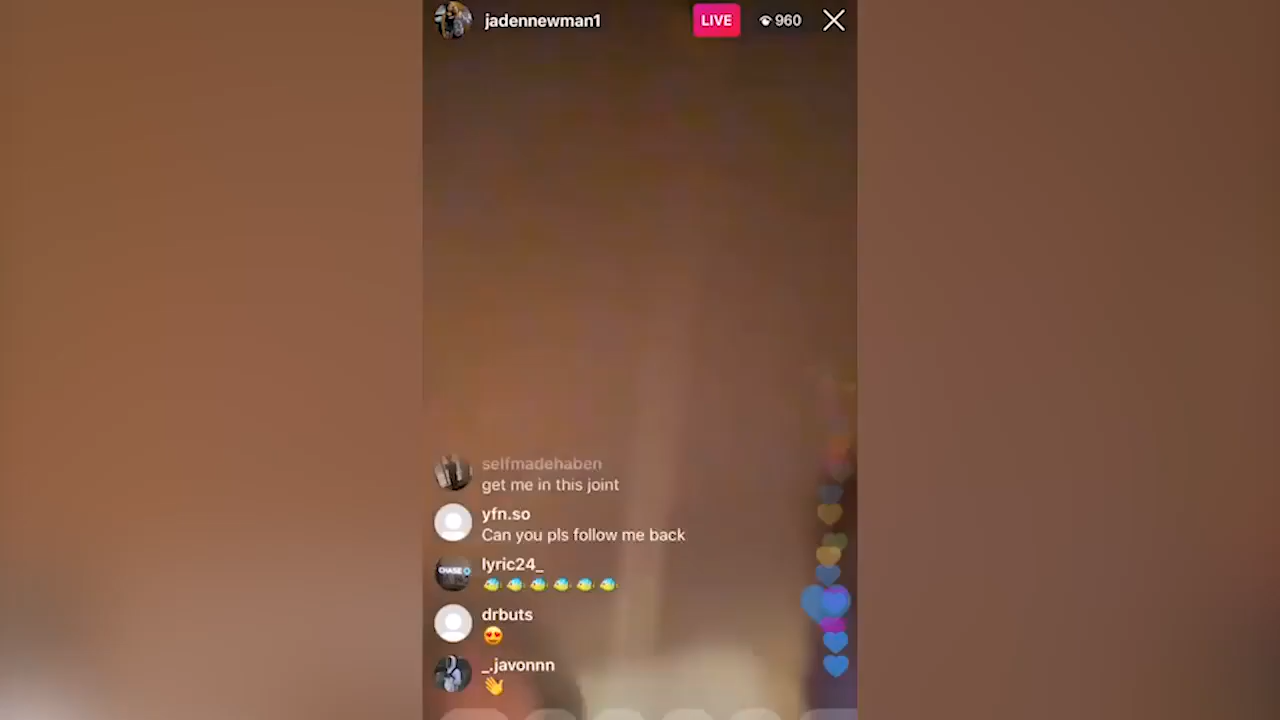 jadennewman1
LIVE
960
selfmadehaben
get me in this joint
yfn.so
Can you pls follow me back
lyric24_
CHASE
🐠🐠🐠🐠🐠🐠
drbuts
😍
_.javonnn
👋